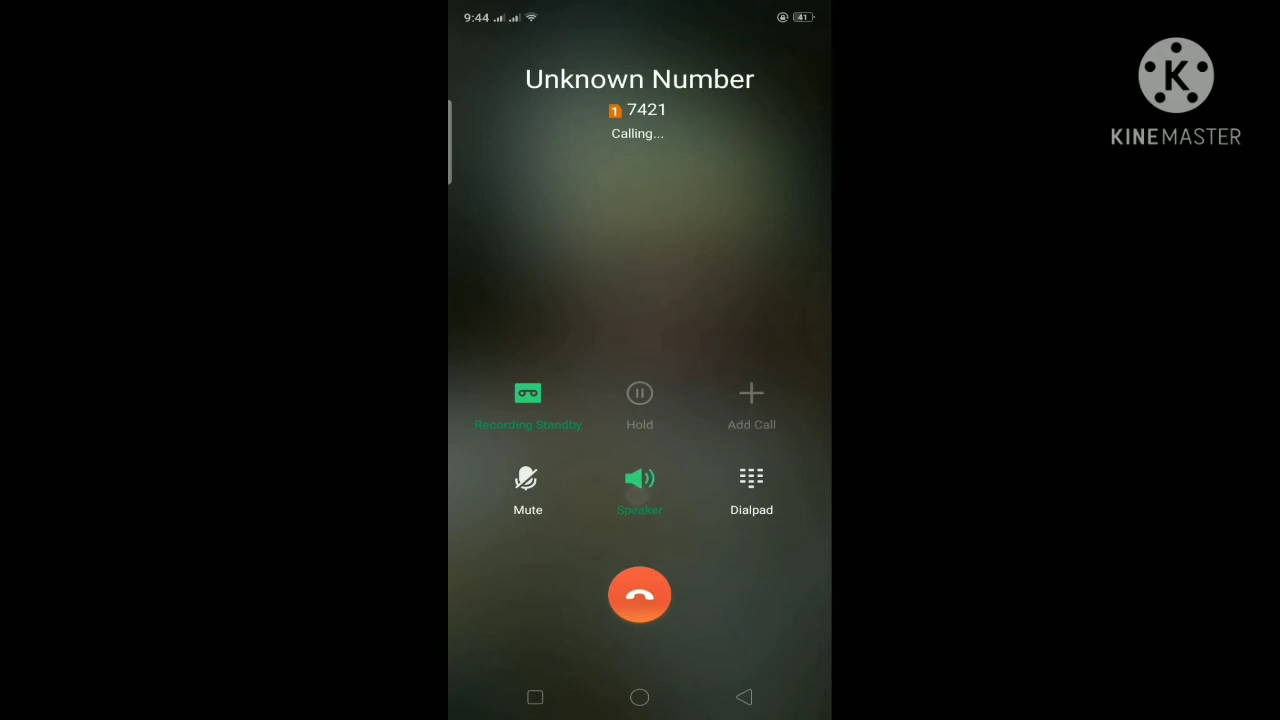 9:44
41
Unknown Number
1 7421
Calling...
K
KINEMASTER
Recording Standby
Hold
Add Call
Mute
Speaker
Dialpad